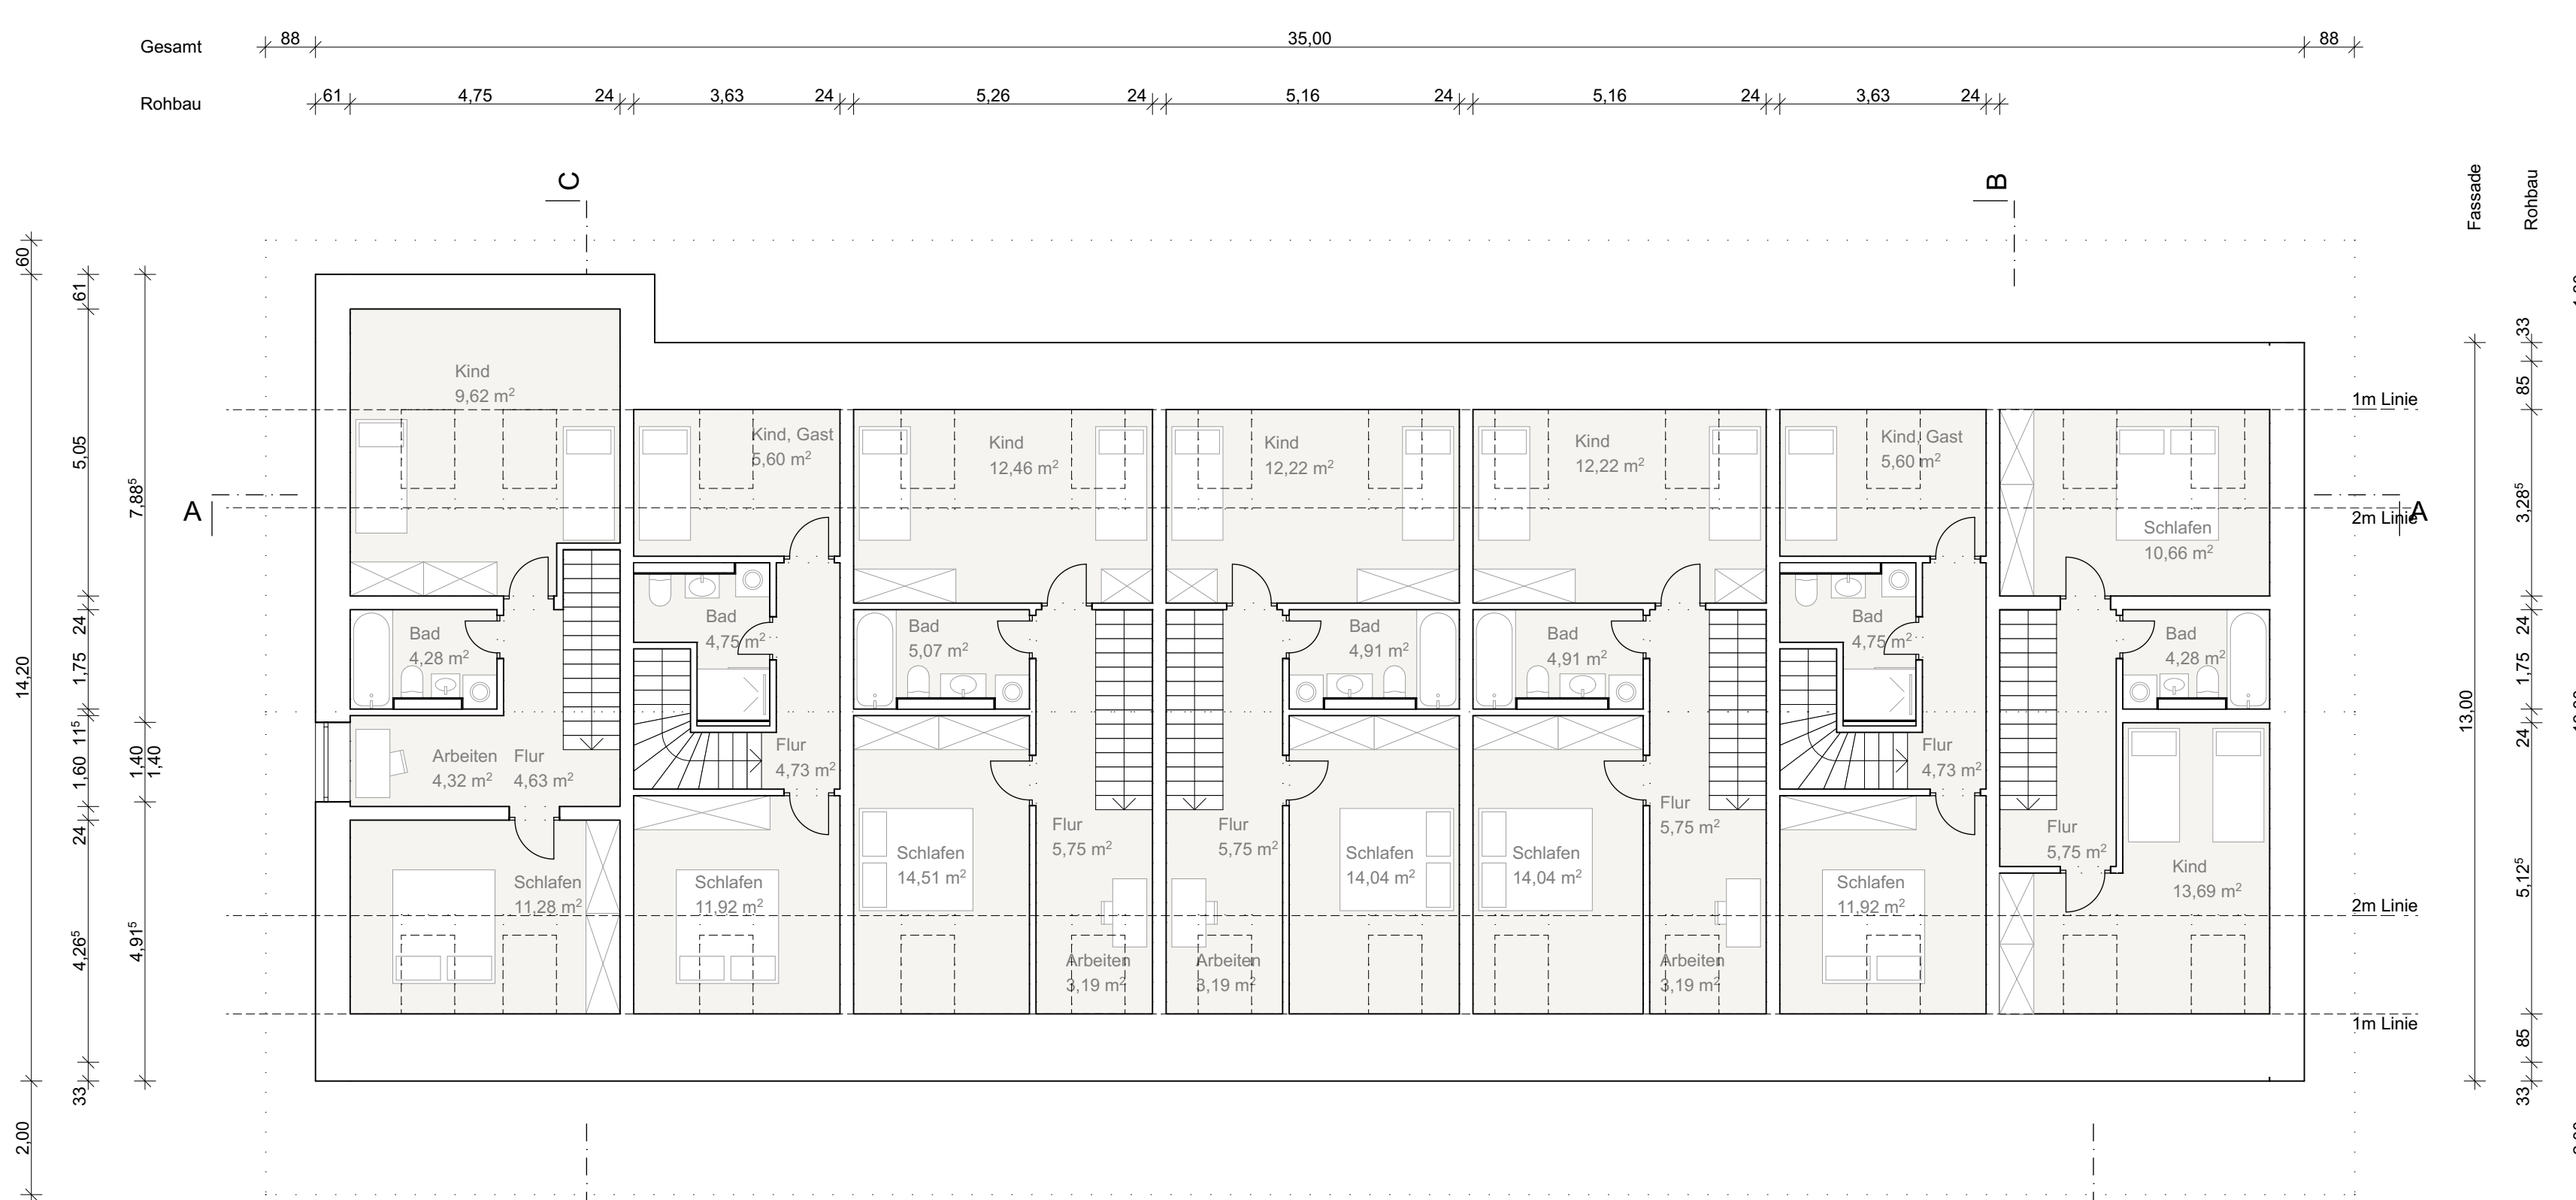 Gesamt
88
35,00
88
Rohbau
61
4,75
24
3,63
24
5,26
24
5,16
24
5,16
24
3,63
24
C
B
Fassade
Rohbau
60
61
33
85
1m Linie
Kind
9,62 m²
Kind, Gast
5,60 m²
Kind
12,46 m²
Kind
12,22 m²
Kind
12,22 m²
Kind, Gast
5,60 m²
5,05
7,88⁵
3,28⁵
A
A
2m Linie
Schlafen
10,66 m²
24
24
Bad
4,28 m²
Bad
4,75 m²
Bad
5,07 m²
Bad
4,91 m²
Bad
4,91 m²
Bad
4,75 m²
Bad
4,28 m²
14,20
1,75
1,75
13,00
11⁵
24
1,60
1,40
1,40
Arbeiten
4,32 m²
Flur
4,63 m²
Flur
4,73 m²
Flur
4,73 m²
24
Flur
5,75 m²
Flur
5,75 m²
Flur
5,75 m²
Flur
5,75 m²
Schlafen
11,28 m²
Schlafen
11,92 m²
Schlafen
14,51 m²
Schlafen
14,04 m²
Schlafen
14,04 m²
Schlafen
11,92 m²
Kind
13,69 m²
5,12⁵
2m Linie
4,26⁵
4,91⁵
Arbeiten
3,19 m²
Arbeiten
3,19 m²
Arbeiten
3,19 m²
1m Linie
85
33
33
2,00